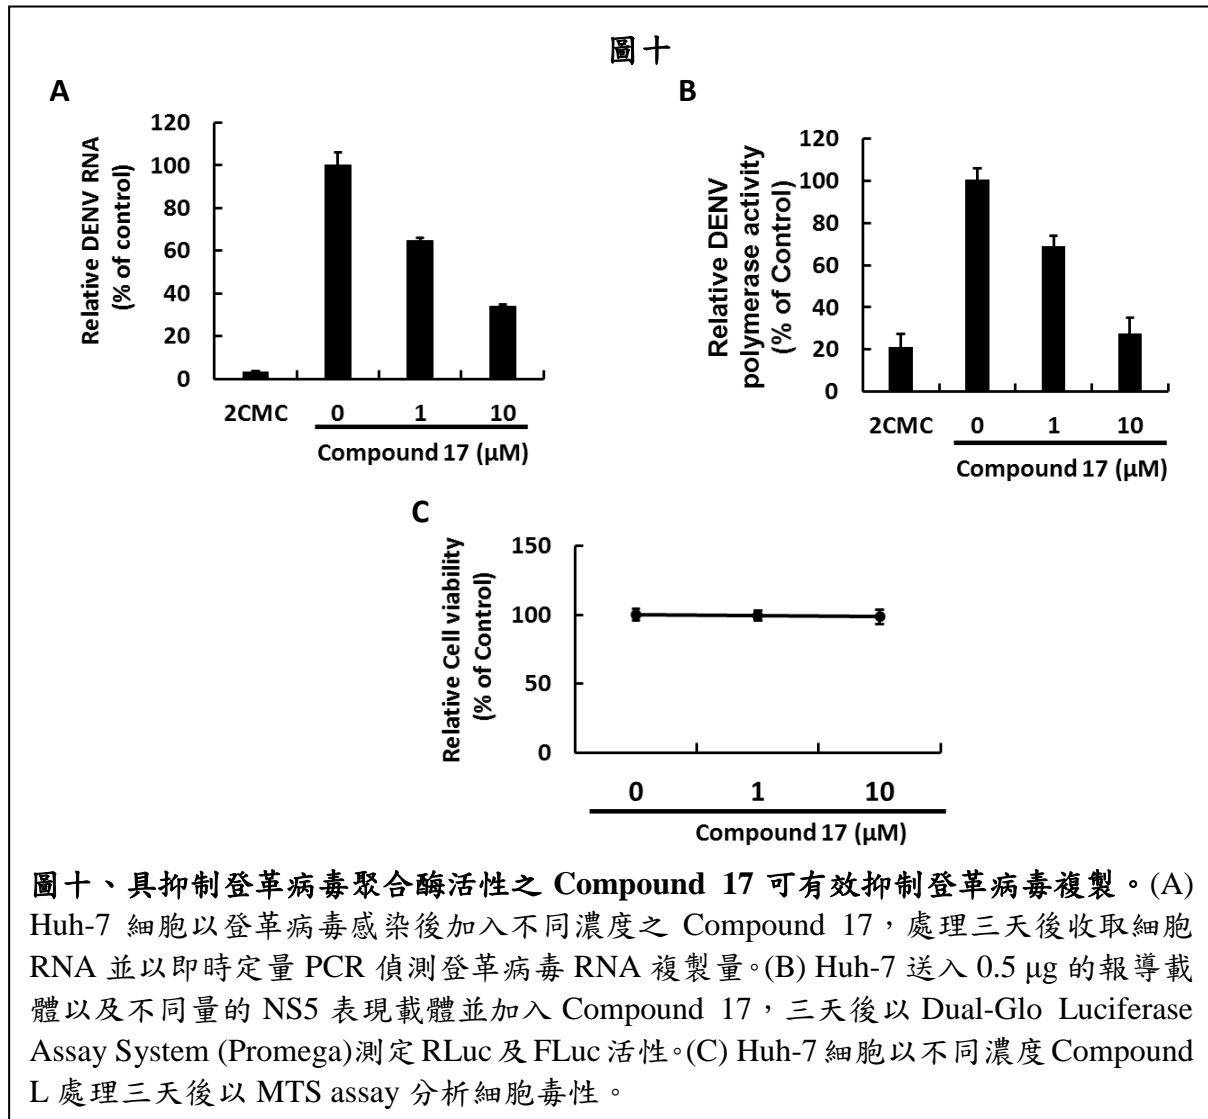 圖十
A
Relative DENV RNA
(% of control)
120
100
80
60
40
20
0
2CMC 0 1 10
Compound 17 (μM)
B
Relative DENV
polymerase activity
(% of Control)
120
100
80
60
40
20
0
2CMC 0 1 10
Compound 17 (μM)
C
Relative Cell viability
(% of Control)
150
100
50
0
0 1 10
Compound 17 (μM)
圖十、具抑制登革病毒聚合酶活性之 Compound 17 可有效抑制登革病毒複製。(A)
Huh-7 細胞以登革病毒感染後加入不同濃度之 Compound 17，處理三天後收取細胞
RNA 並以即時定量 PCR 偵測登革病毒 RNA 複製量。(B) Huh-7 送入 0.5 μg 的報導載
體以及不同量的 NS5 表現載體並加入 Compound 17，三天後以 Dual-Glo Luciferase
Assay System (Promega)測定 RLuc 及 FLuc 活性。(C) Huh-7 細胞以不同濃度 Compound
L 處理三天後以 MTS assay 分析細胞毒性。